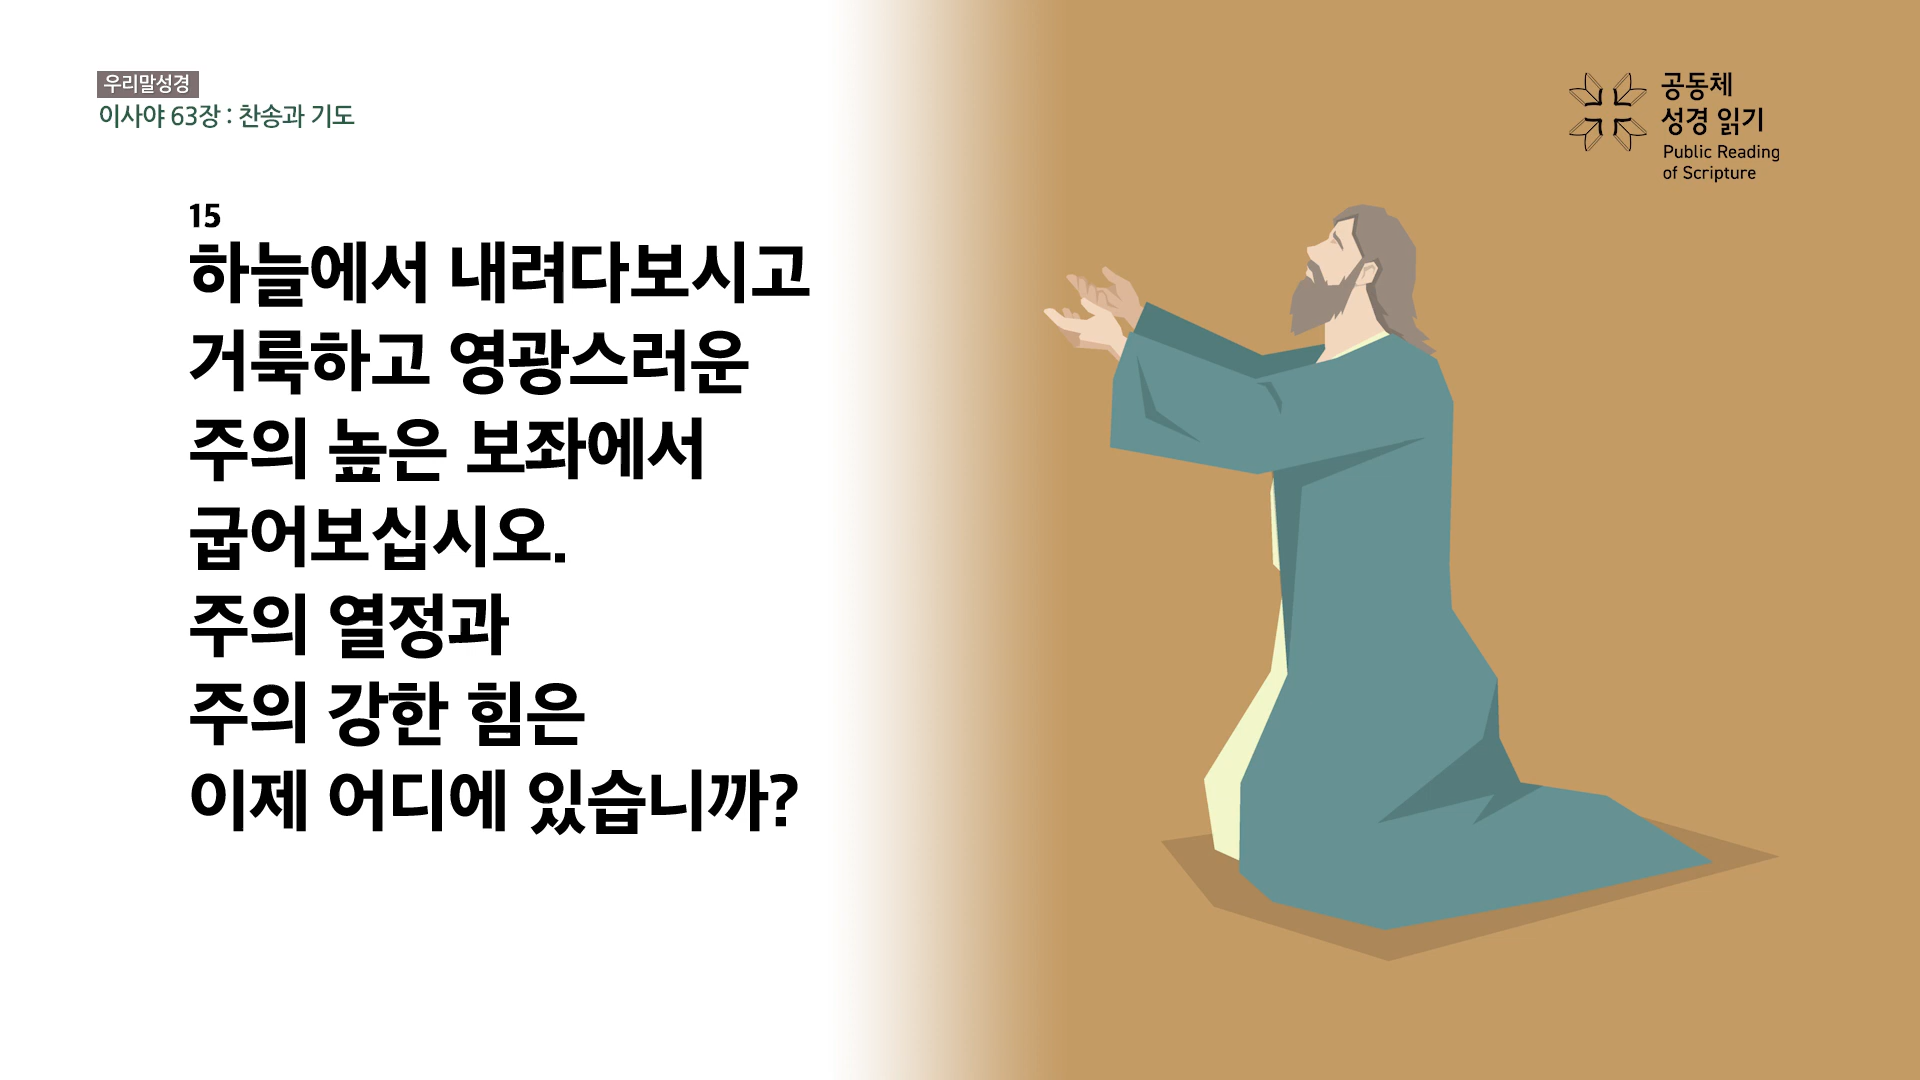 우리말성경
이사야 63장 : 찬송과 기도
공동체
성경 읽기
Public Reading
of Scripture
15
하늘에서 내려다보시고
거룩하고 영광스러운
주의 높은 보좌에서
굽어보십시오.
주의 열정과
주의 강한 힘은
이제 어디에 있습니까?